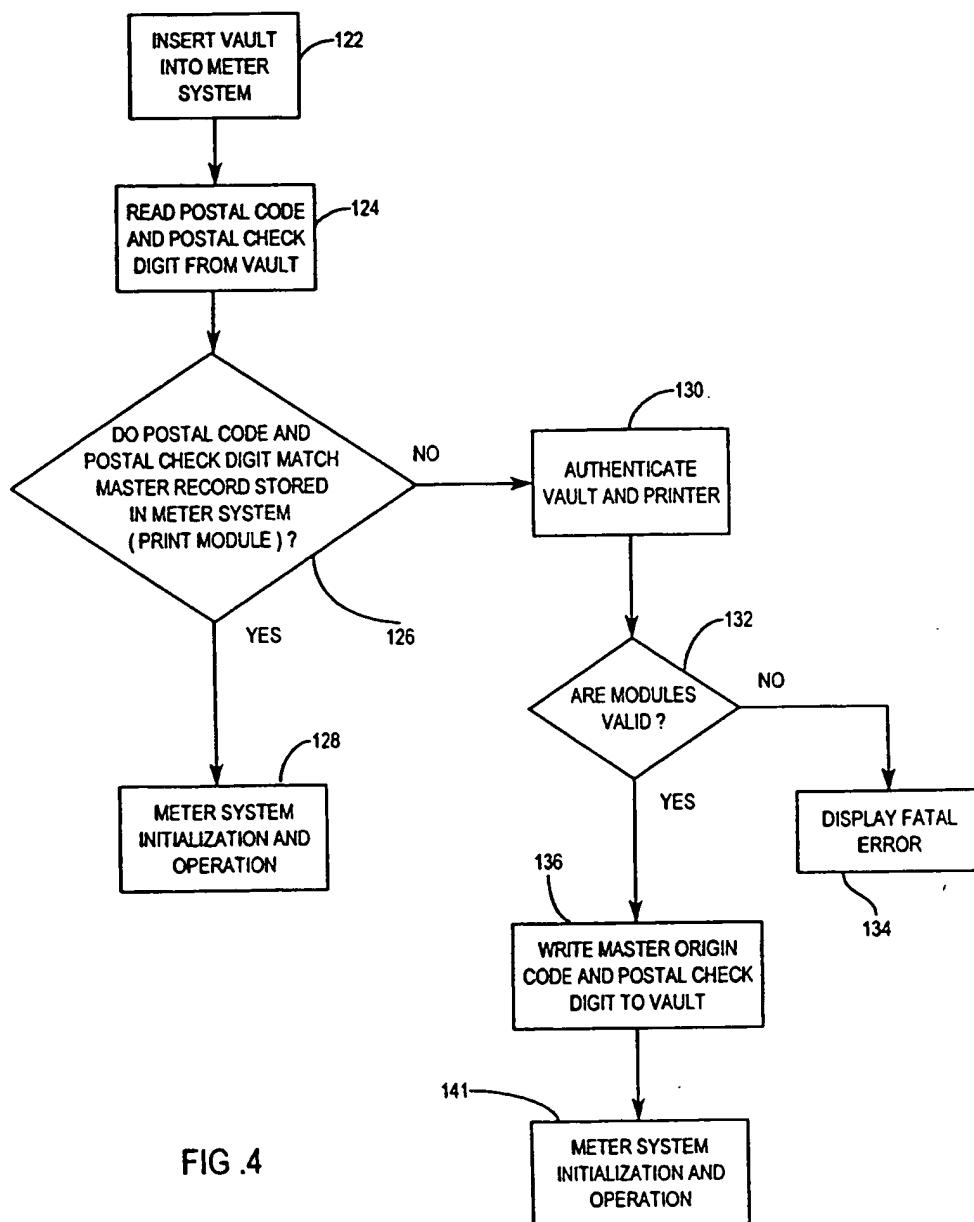 INSERT VAULT
INTO METER
SYSTEM
122
READ POSTAL CODE
AND POSTAL CHECK
DIGIT FROM VAULT
124
DO POSTAL CODE AND
POSTAL CHECK DIGIT MATCH
MASTER RECORD STORED
IN METER SYSTEM
( PRINT MODULE ) ?
126
NO
YES
130
AUTHENTICATE
VAULT AND PRINTER
132
ARE MODULES
VALID ?
NO
YES
128
METER SYSTEM
INITIALIZATION AND
OPERATION
DISPLAY FATAL
ERROR
134
136
WRITE MASTER ORIGIN
CODE AND POSTAL CHECK
DIGIT TO VAULT
141
METER SYSTEM
INITIALIZATION AND
OPERATION
FIG .4